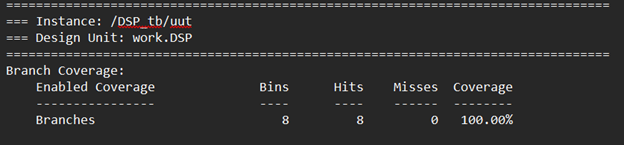 ================================================================================
=== Instance: /DSP_tb/uut
=== Design Unit: work.DSP
================================================================================
Branch Coverage:
    Enabled Coverage              Bins      Hits    Misses  Coverage
    ----------------              ----      ----    ------  --------
    Branches                         8         8         0   100.00%